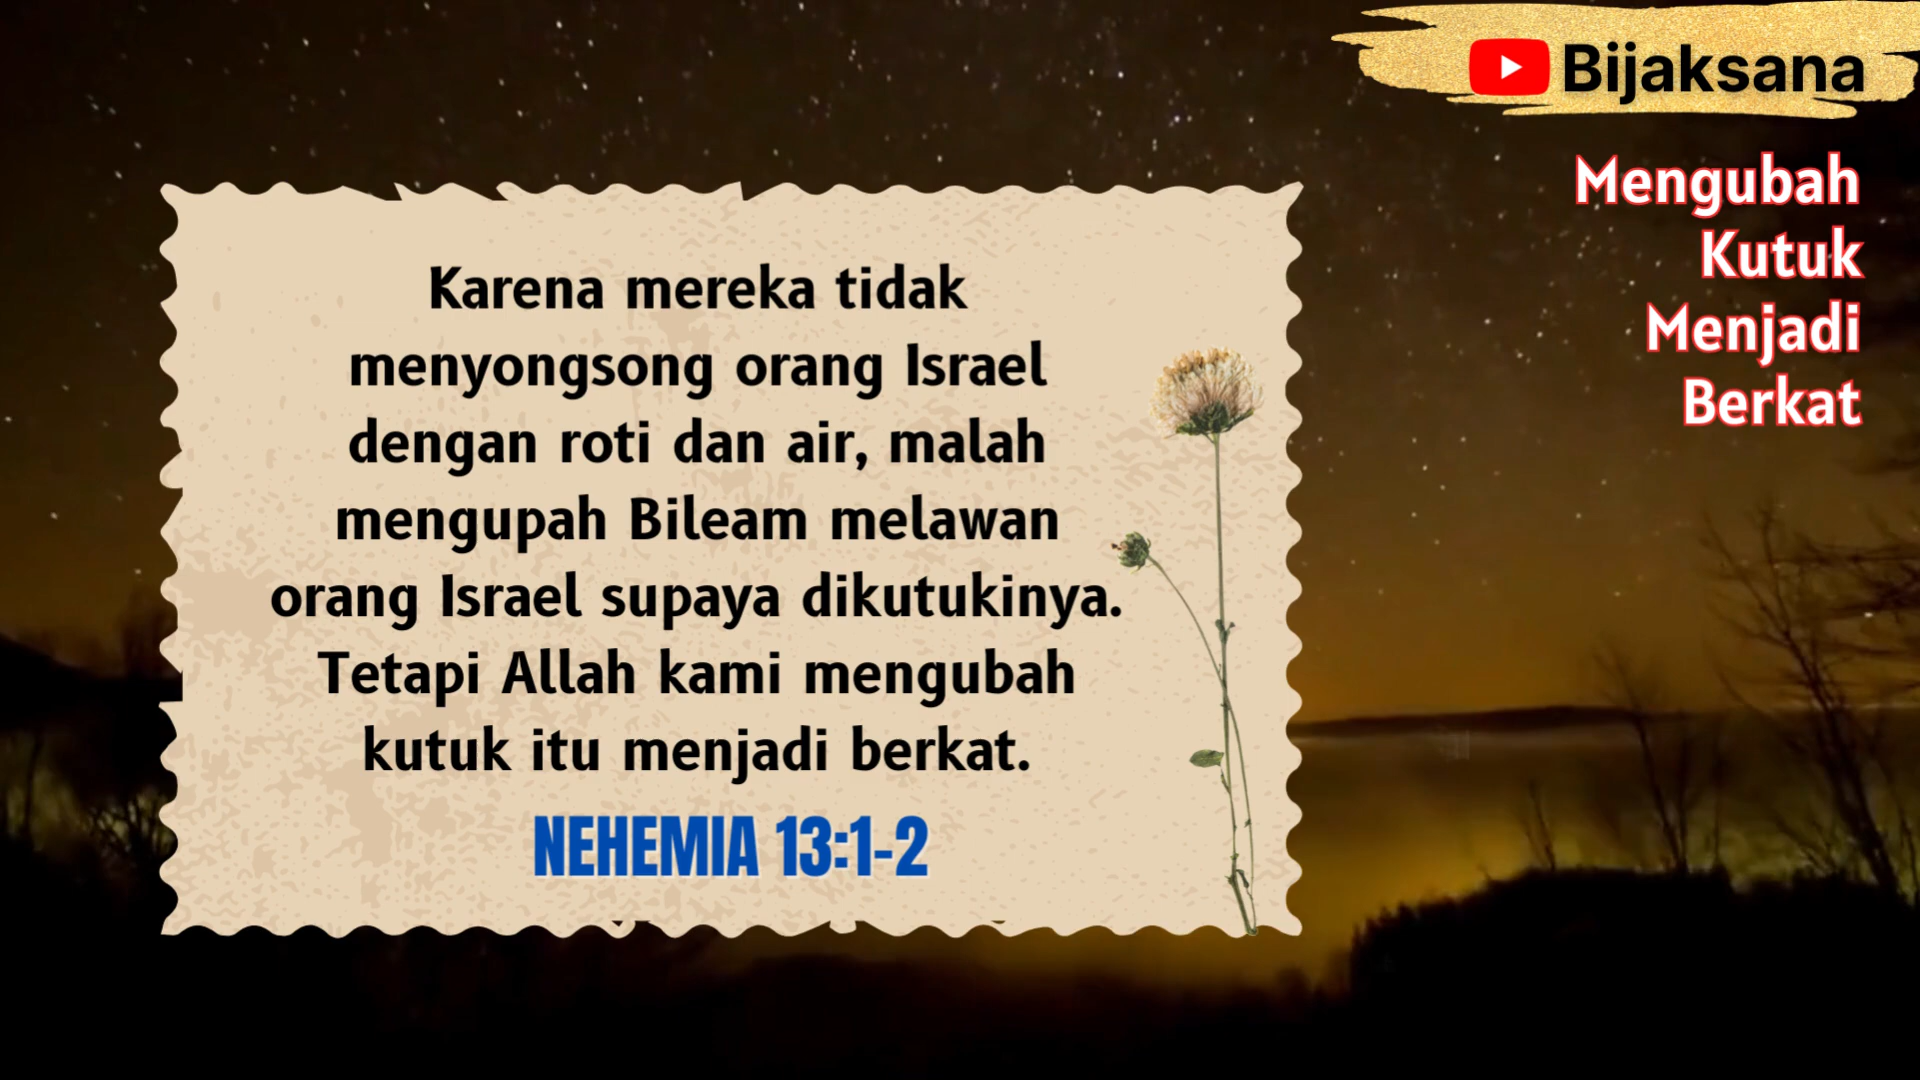 Bijaksana
Mengubah
Kutuk
Menjadi
Berkat
Karena mereka tidak
menyongsong orang Israel
dengan roti dan air, malah
mengupah Bileam melawan
orang Israel supaya dikutukinya.
Tetapi Allah kami mengubah
kutuk itu menjadi berkat.
NEHEMIA 13:1-2